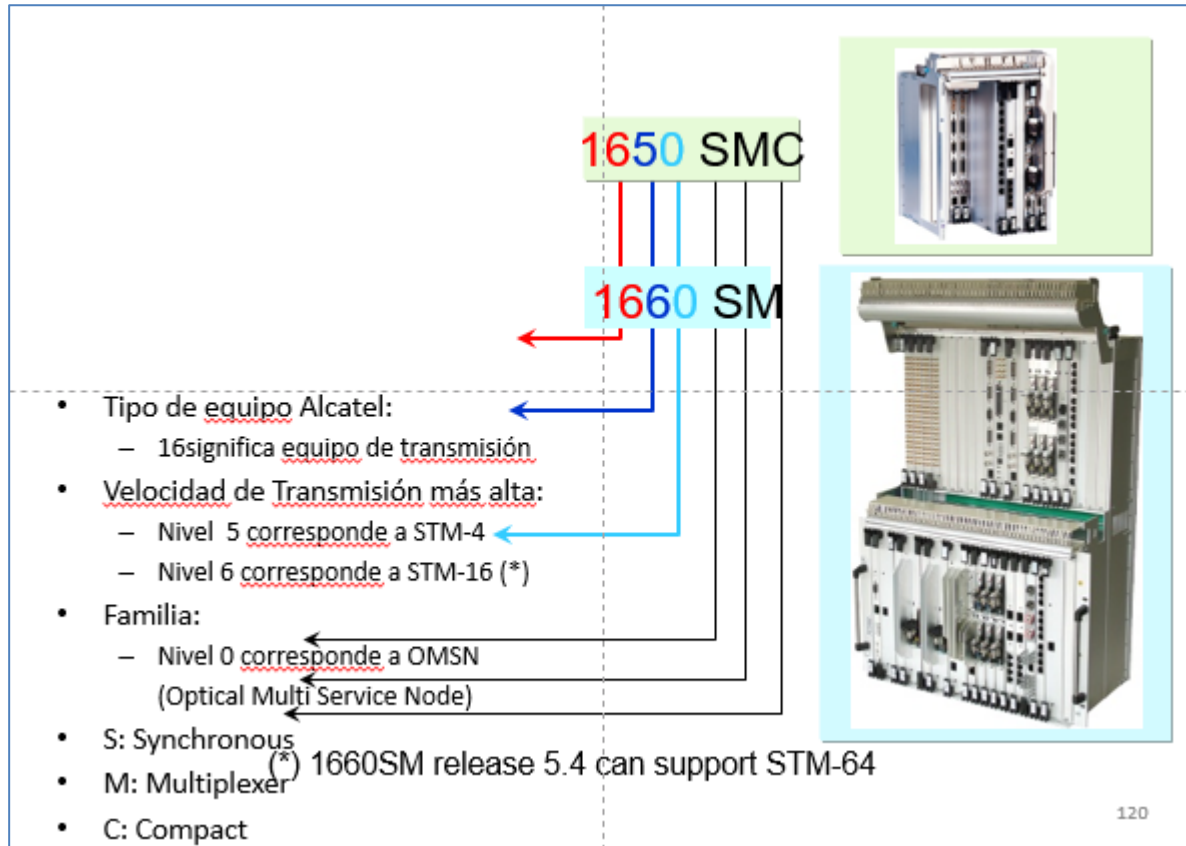 1650 SMC
1660 SM
• Tipo de equipo Alcatel:
– 16significa equipo de transmisión
• Velocidad de Transmisión más alta:
– Nivel 5 corresponde a STM-4
– Nivel 6 corresponde a STM-16 (*)
• Familia:
– Nivel 0 corresponde a OMSN
(Optical Multi Service Node)
• S: Synchronous
(*) 1660SM release 5.4 can support STM-64
• M: Multiplexer
• C: Compact
120